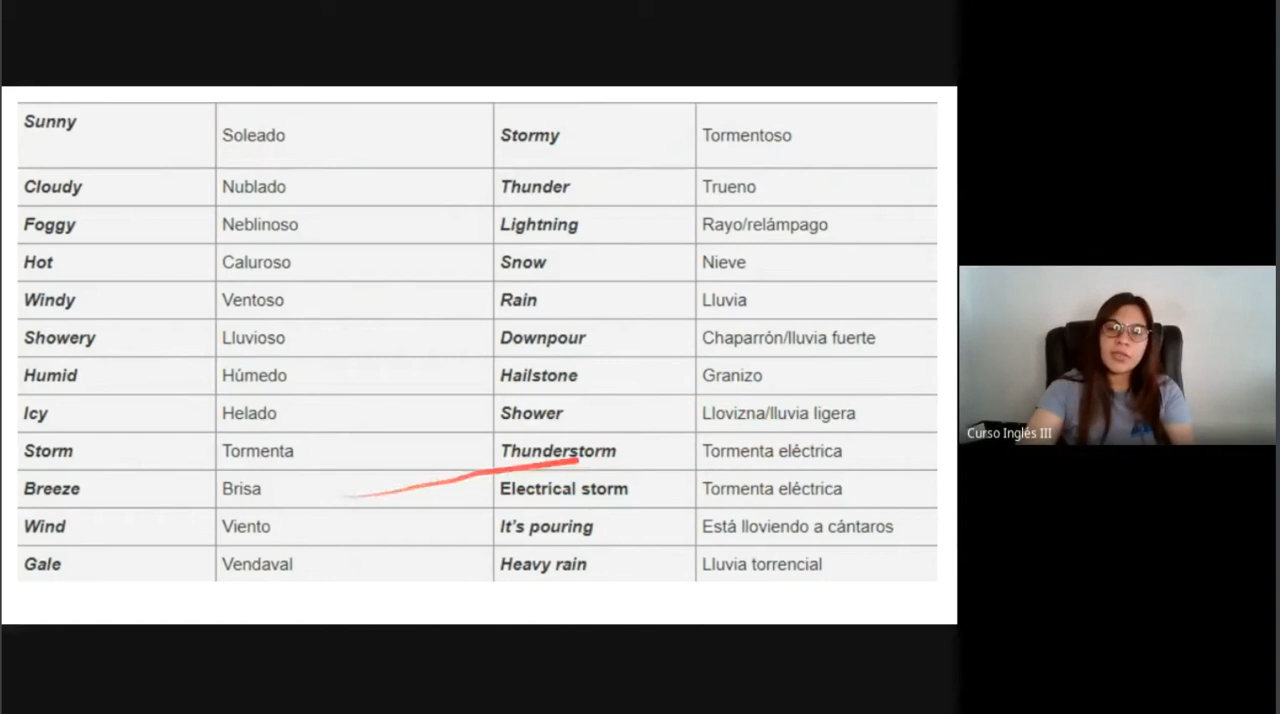 Sunny Soleado Stormy Tormentoso
Cloudy Nublado Thunder Trueno
Foggy Neblinoso Lightning Rayo/relámpago
Hot Caluroso Snow Nieve
Windy Ventoso Rain Lluvia
Showery Lluvioso Downpour Chaparrón/lluvia fuerte
Humid Húmedo Hailstone Granizo
Icy Helado Shower Llovizna/lluvia ligera
Storm Tormenta Thunderstorm Tormenta eléctrica
Breeze Brisa Electrical storm Tormenta eléctrica
Wind Viento It's pouring Está lloviendo a cántaros
Gale Vendaval Heavy rain Lluvia torrencial
Curso Inglés III